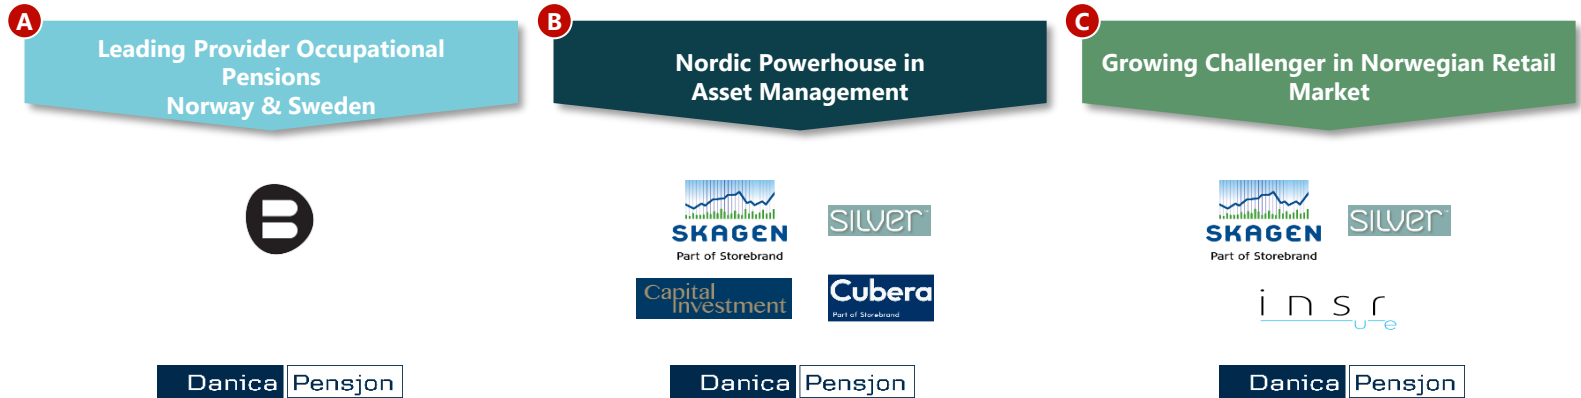 A
Leading Provider Occupational
Pensions
Norway & Sweden
B
Danica Pensjon
B
Nordic Powerhouse in
Asset Management
SKAGEN
Part of Storebrand
SILVER
Capital
Investment
Cubera
Part of Storebrand
Danica Pensjon
C
Growing Challenger in Norwegian Retail
Market
SKAGEN
Part of Storebrand
SILVER
insr
ure
Danica Pensjon